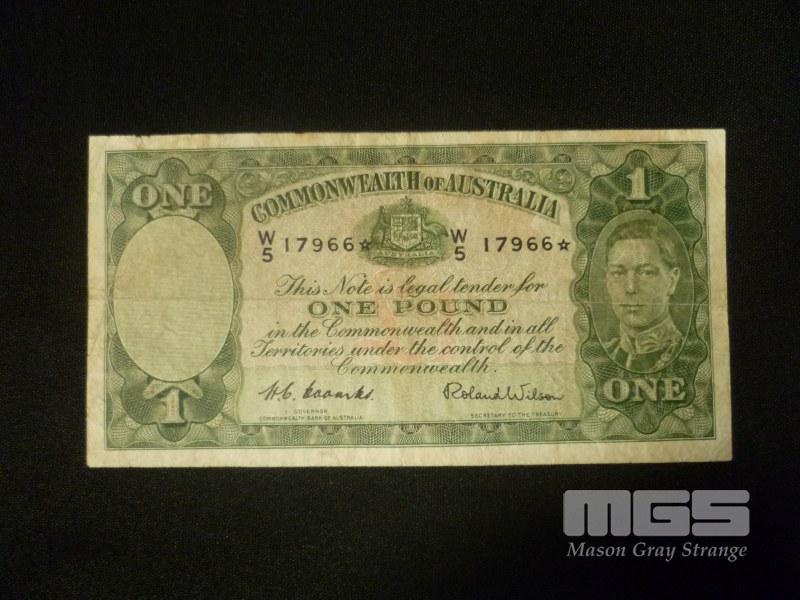 ONE
1
COMMONWEALTH OF AUSTRALIA
W/5 17966☆ W/5 17966☆
AUSTRALIA
This Note is legal tender for
ONE POUND
in the Commonwealth and in all
Territories under the control of the
Commonwealth.
H.C. Coombs.
Roland Wilson
GOVERNOR
COMMONWEALTH BANK OF AUSTRALIA.
SECRETARY TO THE TREASURY
1
ONE
MGS
Mason Gray Strange